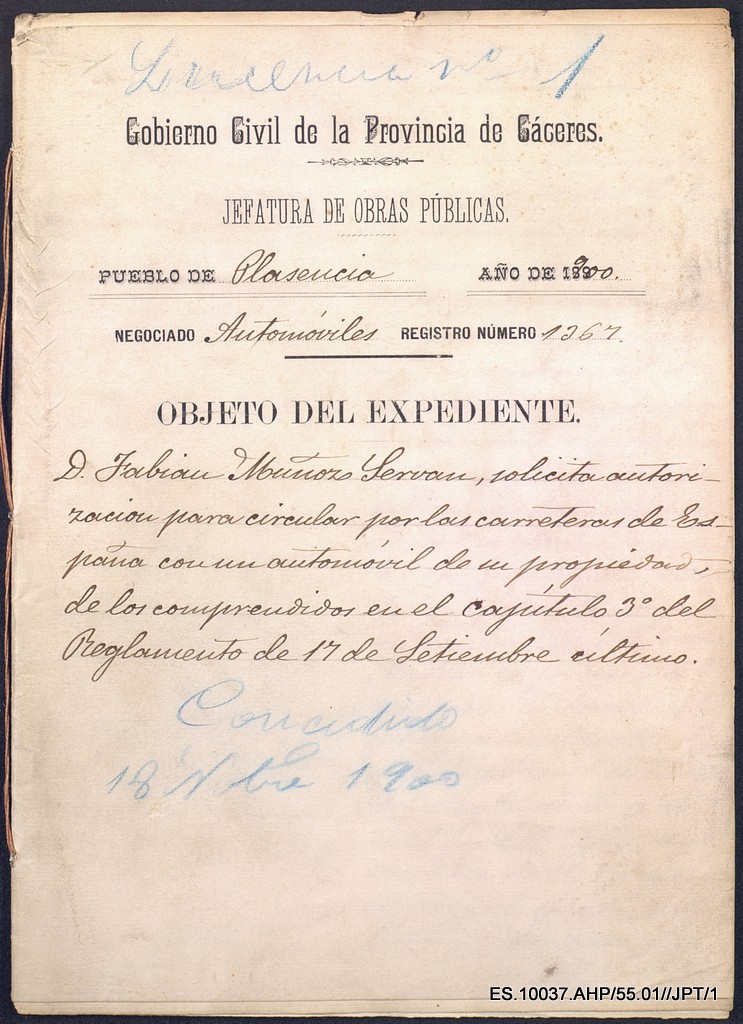 Licencia nº 1
Gobierno Civil de la Provincia de Cáceres.
JEFATURA DE OBRAS PÚBLICAS.
PUEBLO DE Plasencia AÑO DE 1900.
NEGOCIADO Automóviles REGISTRO NÚMERO 1367.
OBJETO DEL EXPEDIENTE.
D. Fabian Muñoz Servan, solicita autori-
zacion para circular por las carreteras de Es-
paña con un automóvil de su propiedad,
de los comprendidos en el capítulo 3º del
Reglamento de 17 de Setiembre último.
Concedido
18 Nbre 1900
ES.10037.AHP/55.01//JPT/1